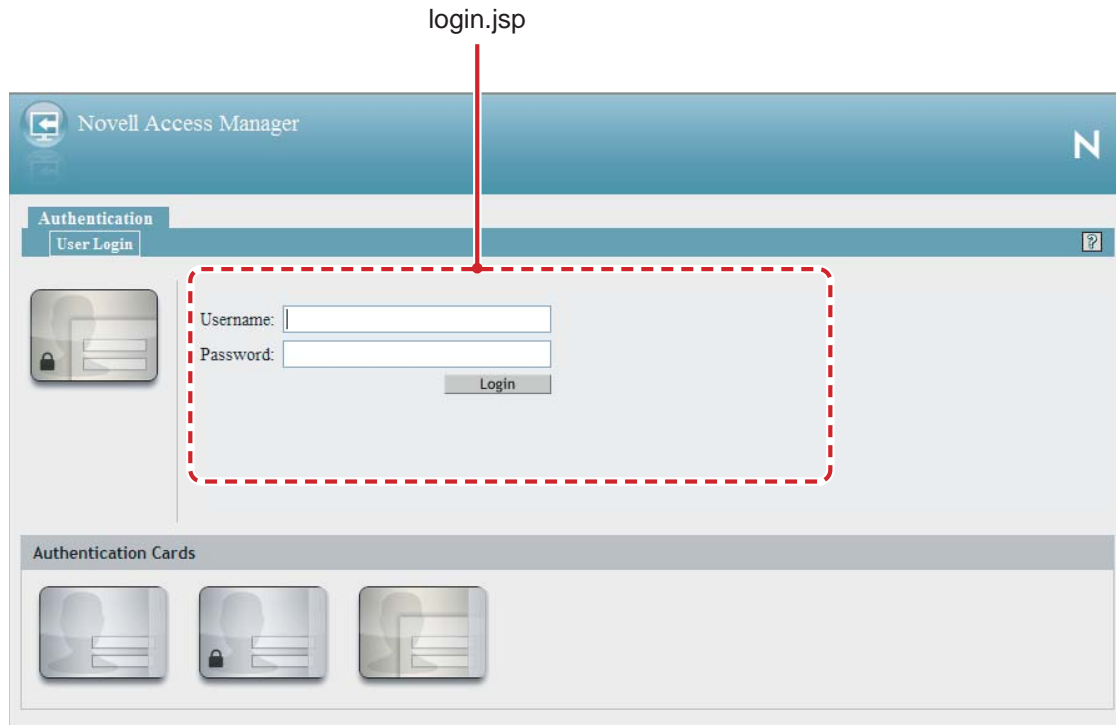 login.jsp
Novell Access Manager
N
Authentication
User Login
?
Username:
Password:
Login
Authentication Cards